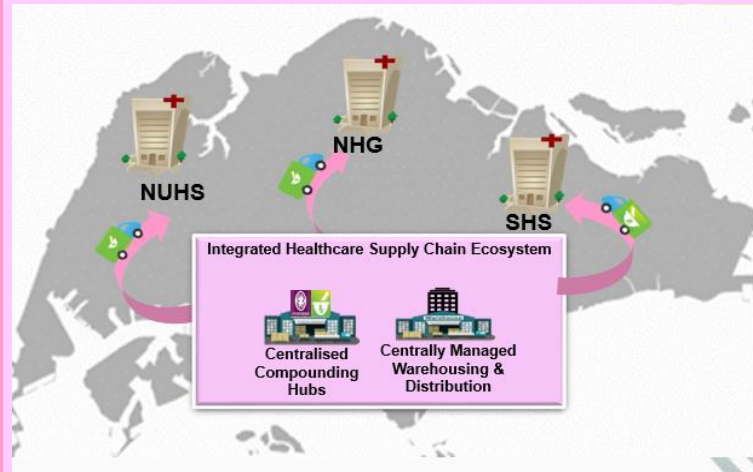 NHG
NUHS
SHS
Integrated Healthcare Supply Chain Ecosystem
Centralised
Compounding
Hubs
Centrally Managed
Warehousing &
Distribution